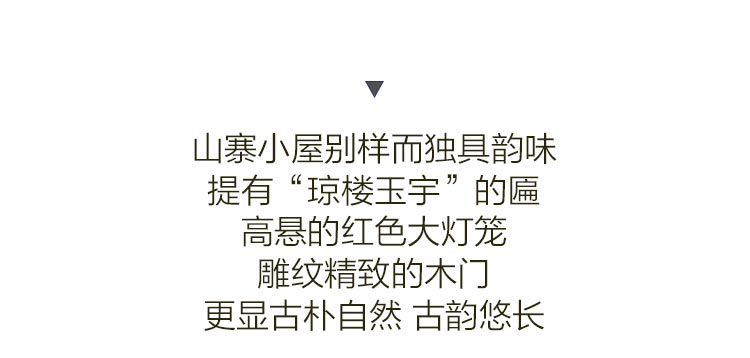 山寨小屋别样而独具韵味
提有“琼楼玉宇”的匾
高悬的红色大灯笼
雕纹精致的木门
更显古朴自然 古韵悠长